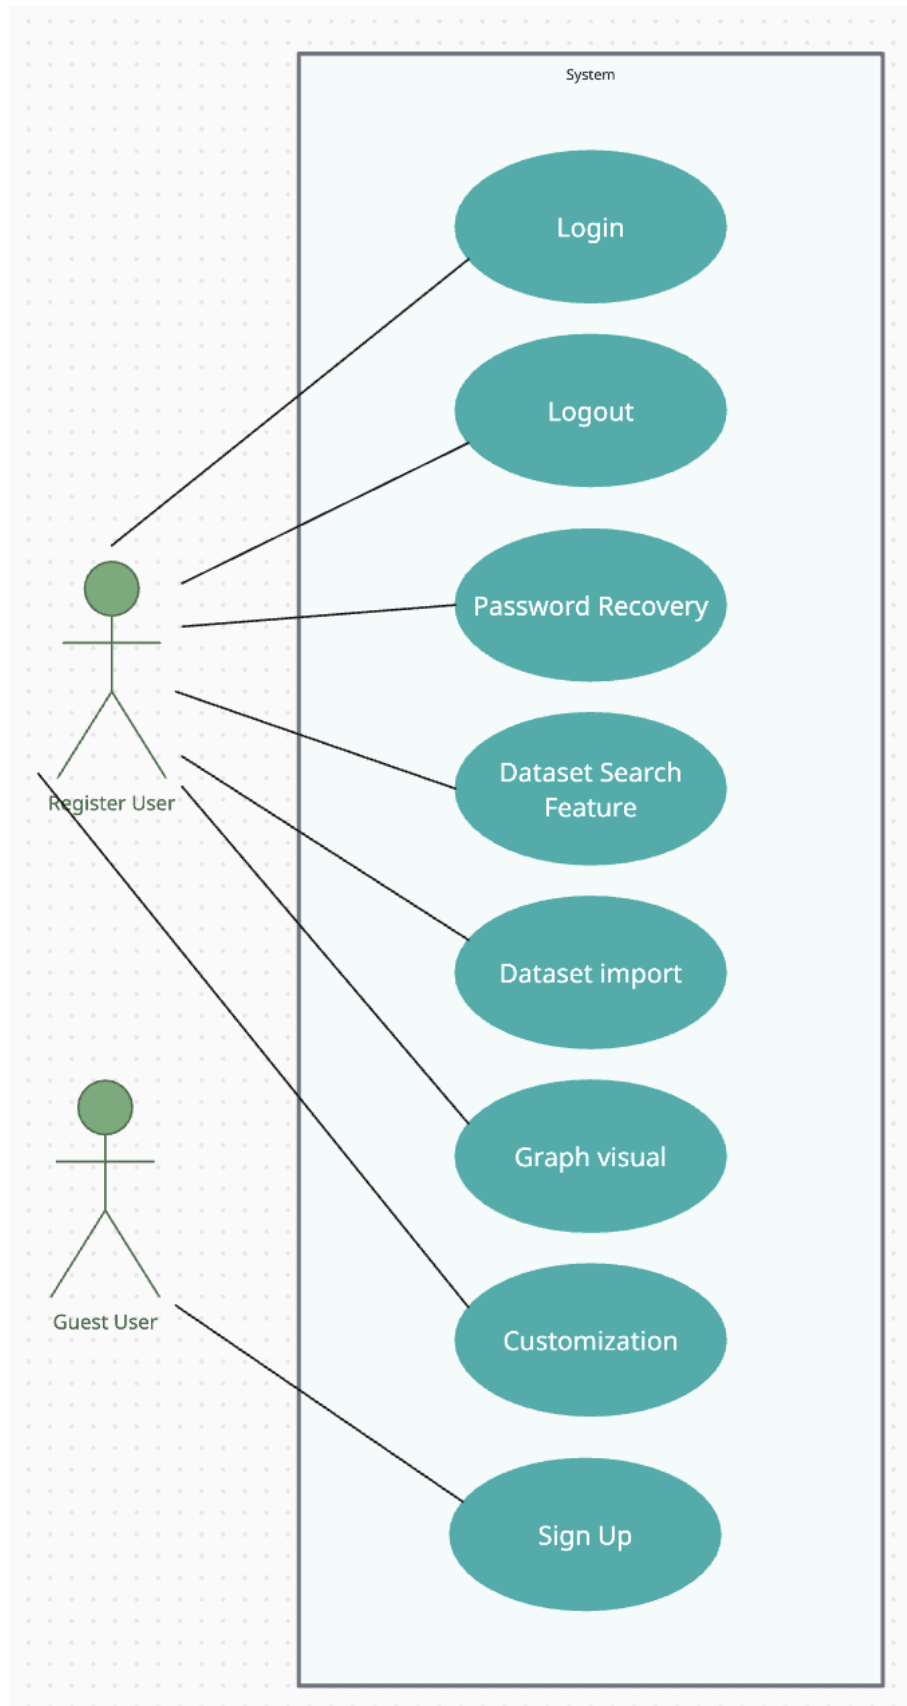 System
Login
Logout
Password Recovery
Dataset Search
Feature
Register User
Dataset import
Graph visual
Guest User
Customization
Sign Up